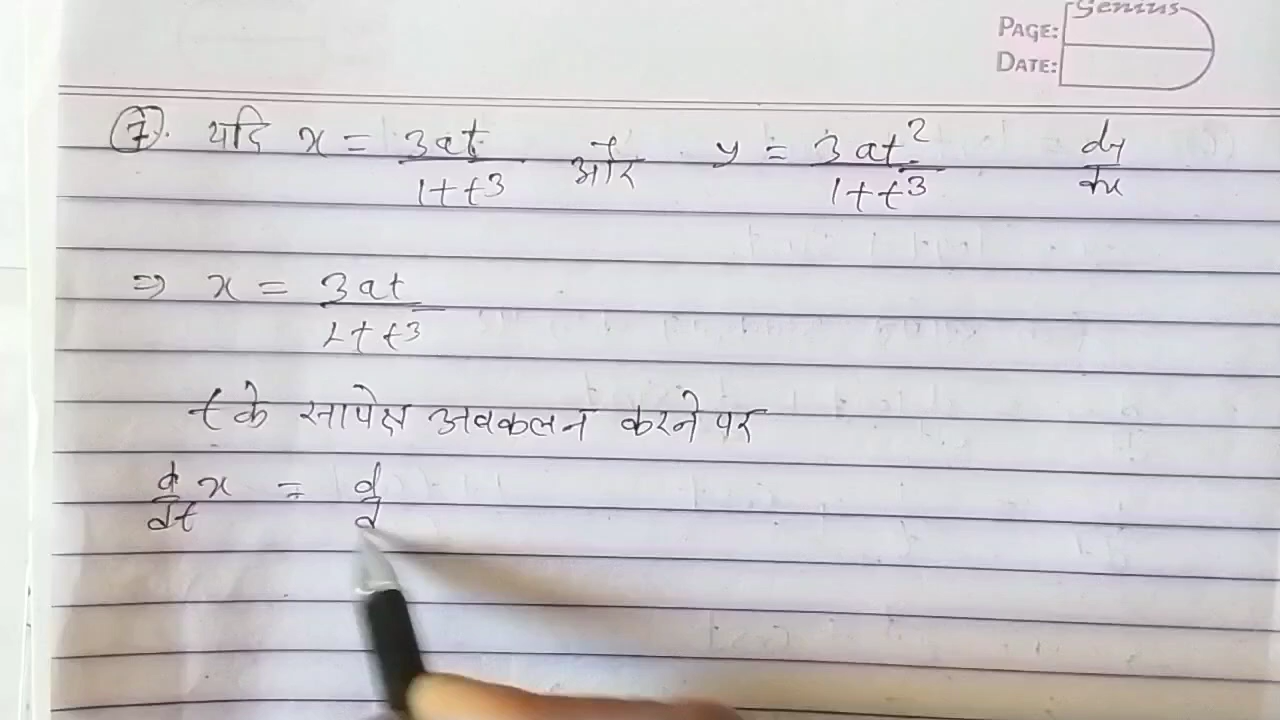 Genius
PAGE:
DATE:
(7). यदि x = 3at/1+t³ और y = 3at²/1+t³ dy/dx
⇒ x = 3at/1+t³
t के सापेक्ष अवकलन करने पर
d/dt x = d/d